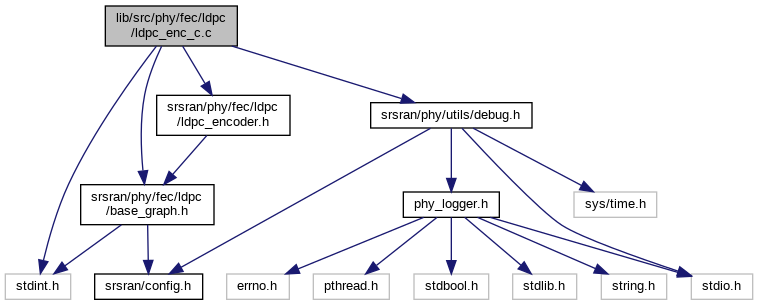 lib/src/phy/fec/ldpc
/ldpc_enc_c.c
srsran/phy/fec/ldpc
/ldpc_encoder.h
srsran/phy/utils/debug.h
srsran/phy/fec/ldpc
/base_graph.h
phy_logger.h
sys/time.h
stdint.h
srsran/config.h
errno.h
pthread.h
stdbool.h
stdlib.h
string.h
stdio.h